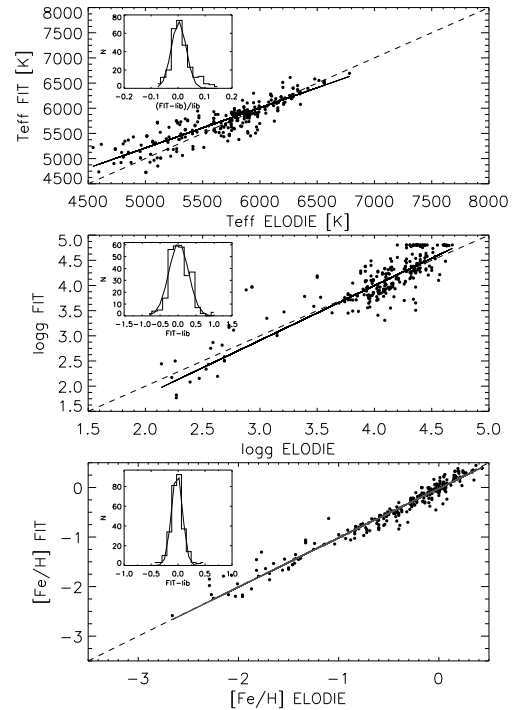 8000
7500
7000
6500
6000
5500
5000
4500
Teff FIT [K]
80
60
40
20
0
N
−0.2 −0.1 0.0 0.1 0.2
(FIT−lib)/lib
4500 5000 5500 6000 6500 7000 7500 8000
Teff ELODIE [K]
5.0
4.5
4.0
3.5
3.0
2.5
2.0
1.5
logg FIT
60
50
40
30
20
10
0
N
−1.5 −1.0 −0.5 0.0 0.5 1.0 1.5
FIT−lib
1.5 2.0 2.5 3.0 3.5 4.0 4.5 5.0
logg ELODIE
0
−1
−2
−3
[Fe/H] FIT
80
60
40
20
0
N
−1.0 −0.5 0.0 0.5 1.0
FIT−lib
−3 −2 −1 0
[Fe/H] ELODIE